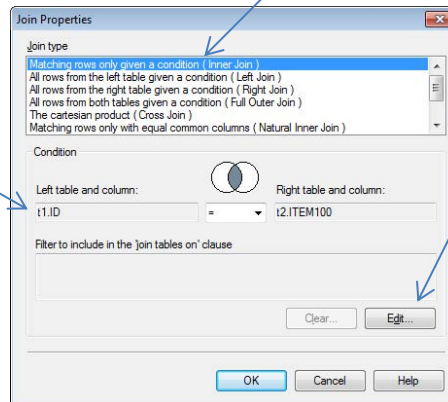 Join Properties
Join type
Matching rows only given a condition ( Inner Join )
All rows from the left table given a condition ( Left Join )
All rows from the right table given a condition ( Right Join )
All rows from both tables given a condition ( Full Outer Join )
The cartesian product ( Cross Join )
Matching rows only with equal common columns ( Natural Inner Join )
Condition
Left table and column: Right table and column:
t1.ID = t2.ITEM100
Filter to include in the 'join tables on' clause
Clear... Edit...
OK Cancel Help